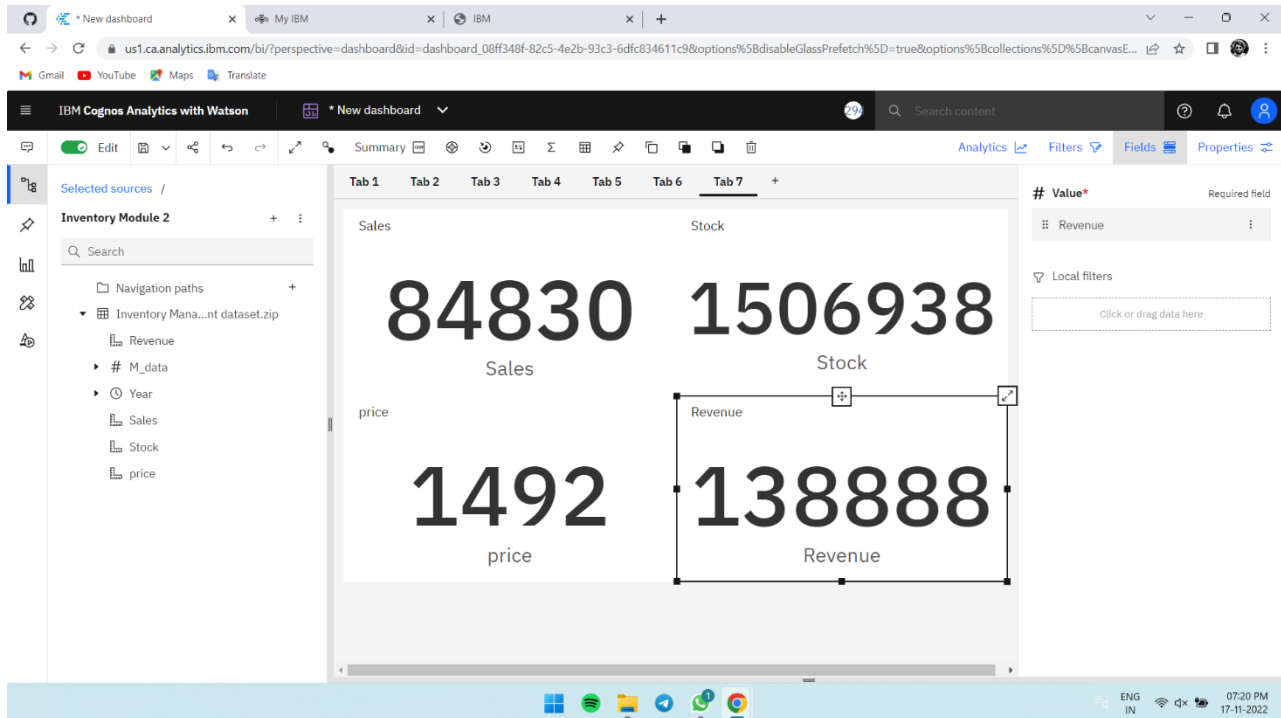 * New dashboard
My IBM
IBM
us1.ca.analytics.ibm.com/bi/?perspective=dashboard&id=dashboard_08ff348f-82c5-4e2b-93c3-6dfc834611c9&options%5BdisableGlassPrefetch%5D=true&options%5Bcollections%5D%5BcanvasE...
Gmail YouTube Maps Translate
IBM Cognos Analytics with Watson
* New dashboard
294
Search content
Edit
Summary
Analytics
Filters
Fields
Properties
Selected sources /
Inventory Module 2
Search
Navigation paths
Inventory Mana...nt dataset.zip
Revenue
# M_data
Year
Sales
Stock
price
Tab 1 Tab 2 Tab 3 Tab 4 Tab 5 Tab 6 Tab 7 +
Sales
84830
Sales
Stock
1506938
Stock
price
1492
price
Revenue
138888
Revenue
# Value*
Required field
Revenue
Local filters
Click or drag data here
ENG
IN
07:20 PM
17-11-2022